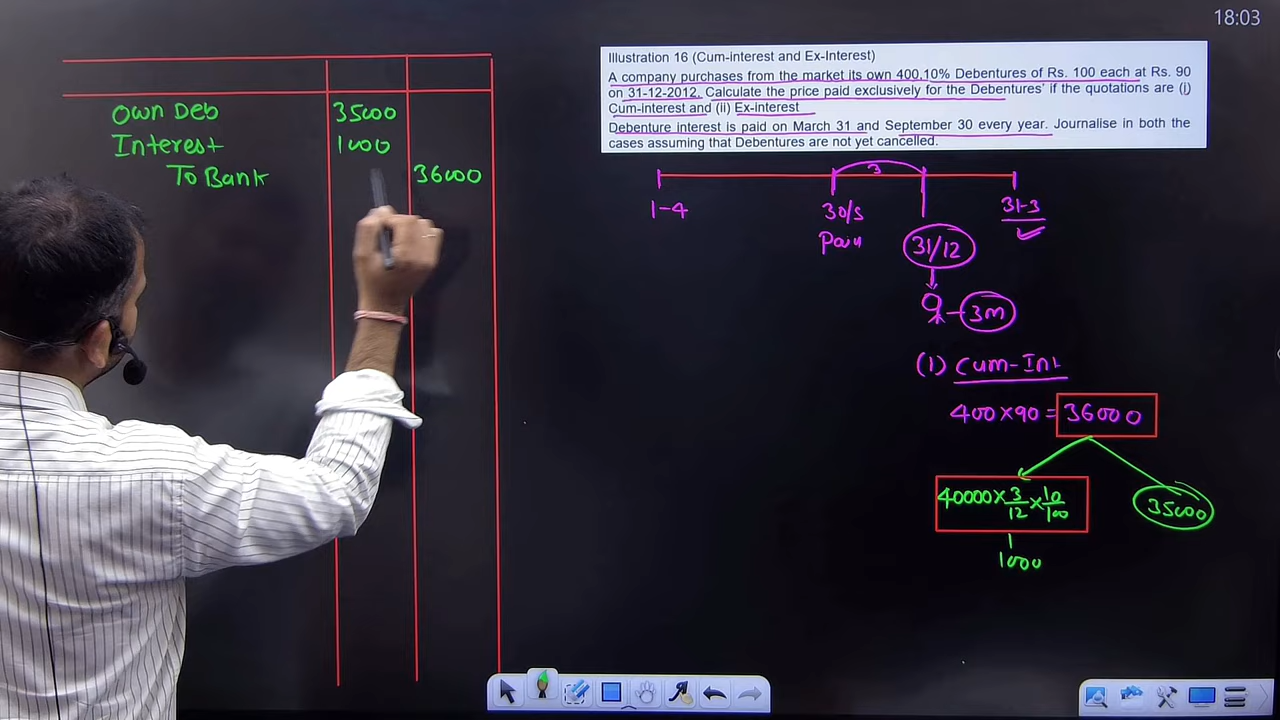 18:03
Illustration 16 (Cum-interest and Ex-Interest)
A company purchases from the market its own 400,10% Debentures of Rs. 100 each at Rs. 90
on 31-12-2012. Calculate the price paid exclusively for the Debentures' if the quotations are (i)
Cum-interest and (ii) Ex-interest
Debenture interest is paid on March 31 and September 30 every year. Journalise in both the
cases assuming that Debentures are not yet cancelled.
Own Deb 35000
Interest 1000
To Bank 36000
3
1-4
30/s
31-3
Paid
31/12
3m
(1) Cum-Int
400×90 = 36000
40000 × 3/12 × 10/100
35000
1000